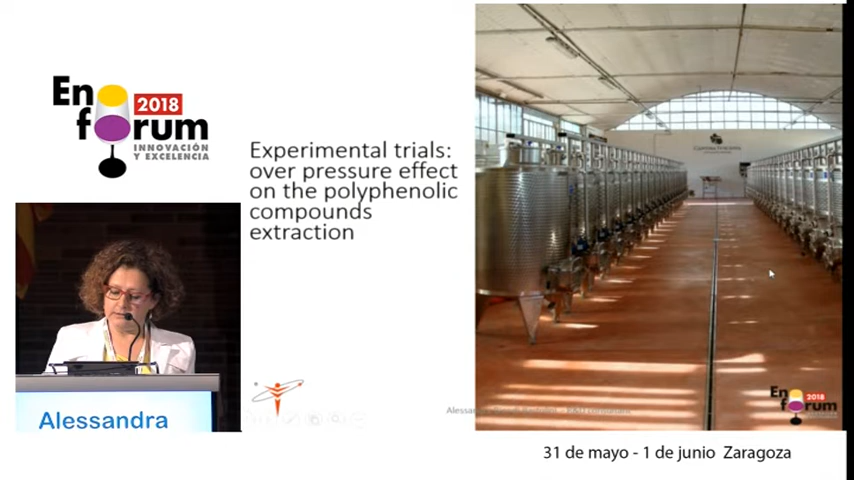 En
2018
forum
INNOVACIÓN
Y EXCELENCIA
Experimental trials:
over pressure effect
on the polyphenolic
compounds
extraction
Alessandra
31 de mayo - 1 de junio Zaragoza
Eno
2018
forum